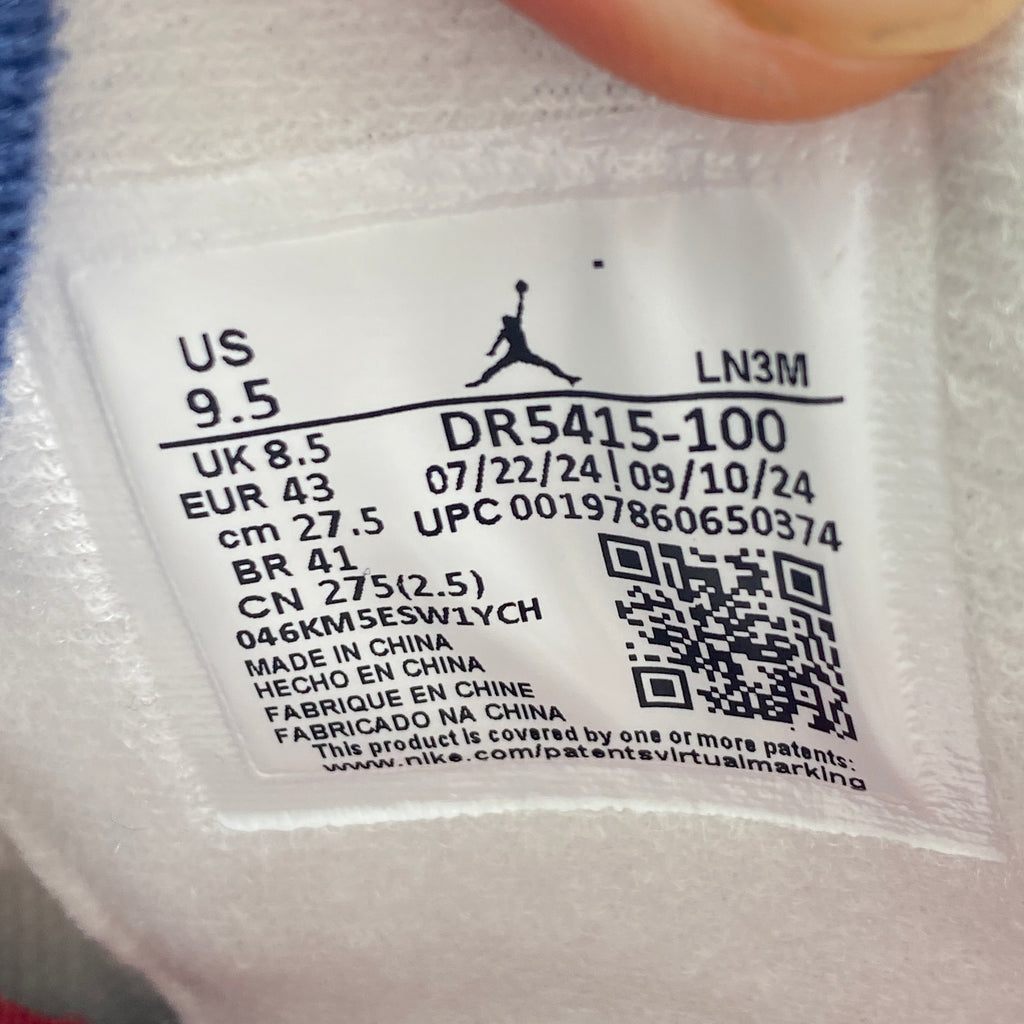 US
9.5
LN3M
UK 8.5
EUR 43
cm 27.5
BR 41
CN 275(2.5)
DR5415-100
07/22/24 | 09/10/24
UPC 00197860650374
046KM5ESW1YCH
MADE IN CHINA
HECHO EN CHINA
FABRIQUE EN CHINE
FABRICADO NA CHINA
This product is covered by one or more patents:
www.nike.com/patentsvirtualmarking